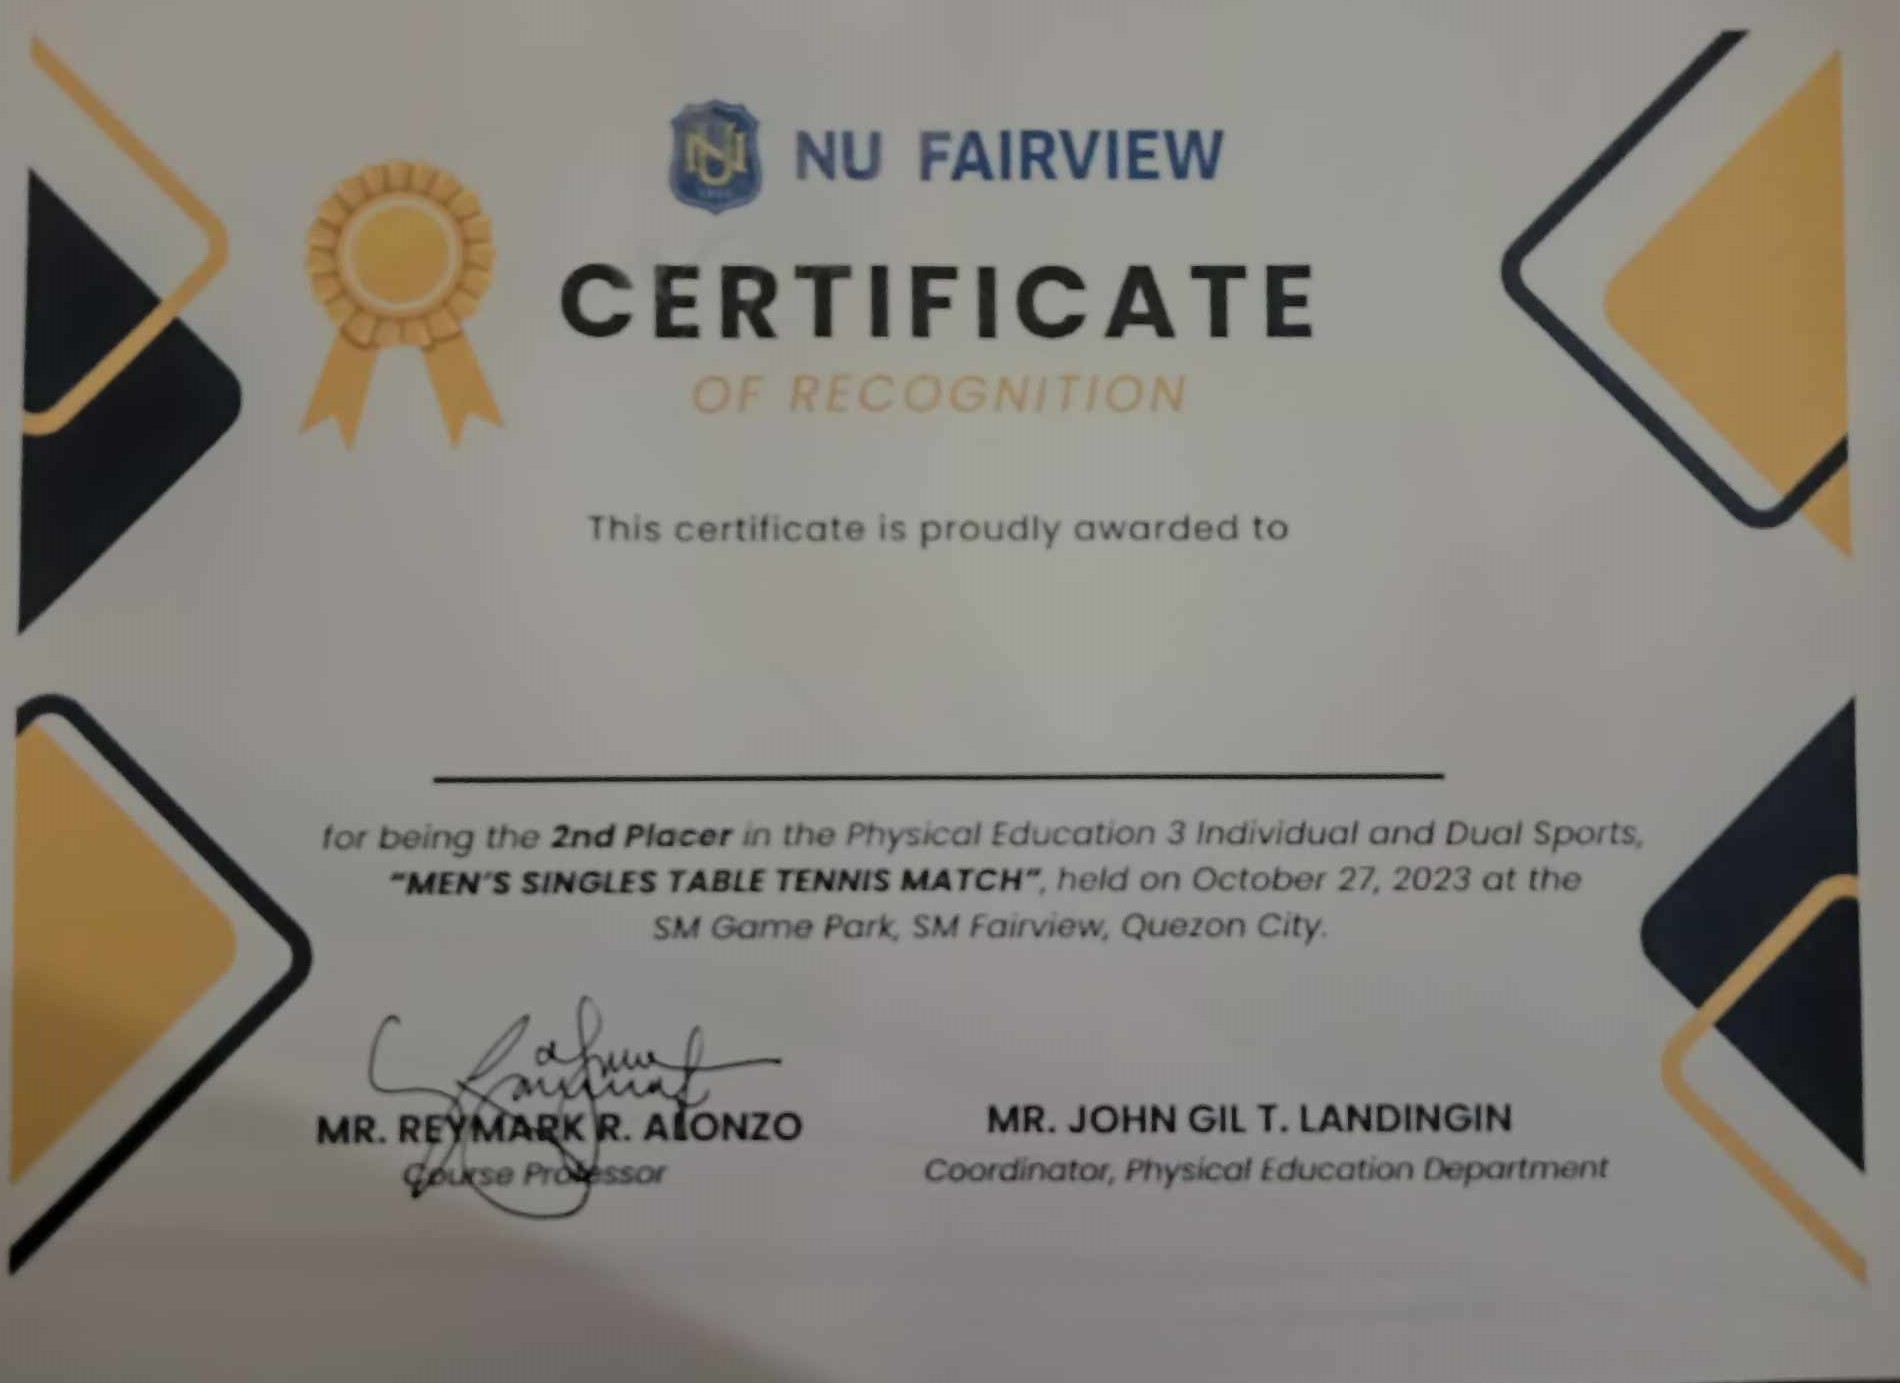 NU FAIRVIEW
CERTIFICATE
OF RECOGNITION
This certificate is proudly awarded to
for being the 2nd Placer in the Physical Education 3 Individual and Dual Sports,
"MEN'S SINGLES TABLE TENNIS MATCH", held on October 27, 2023 at the
SM Game Park, SM Fairview, Quezon City.
MR. REYMARK R. ALONZO
Course Professor
MR. JOHN GIL T. LANDINGIN
Coordinator, Physical Education Department